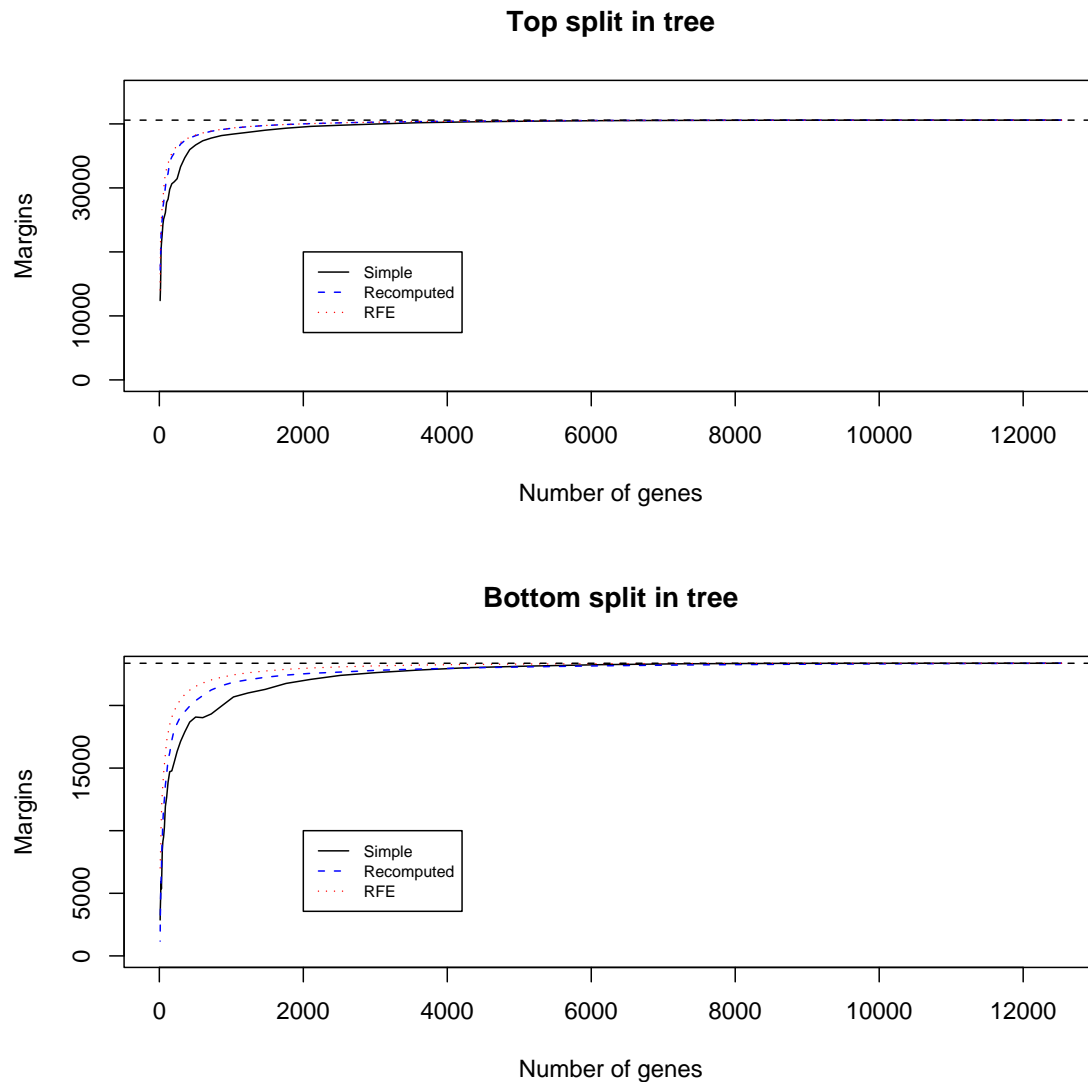 Top split in tree
Margins
30000
10000
0
Simple
Recomputed
RFE
0 2000 4000 6000 8000 10000 12000
Number of genes
Bottom split in tree
Margins
15000
5000
0
Simple
Recomputed
RFE
0 2000 4000 6000 8000 10000 12000
Number of genes